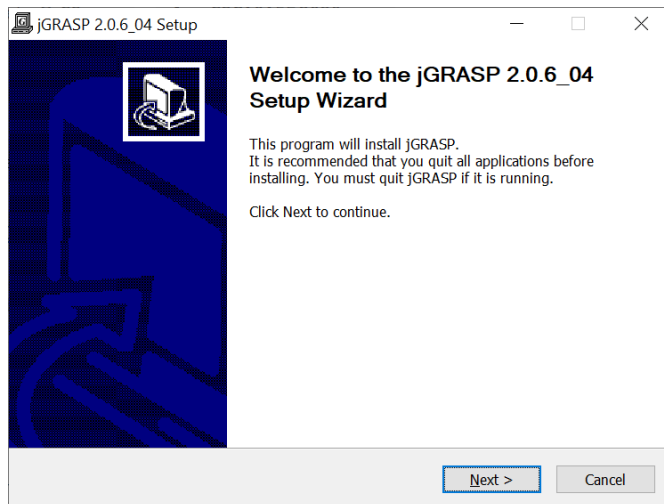 jGRASP 2.0.6_04 Setup
Welcome to the jGRASP 2.0.6_04
Setup Wizard
This program will install jGRASP.
It is recommended that you quit all applications before
installing. You must quit jGRASP if it is running.
Click Next to continue.
Next >
Cancel